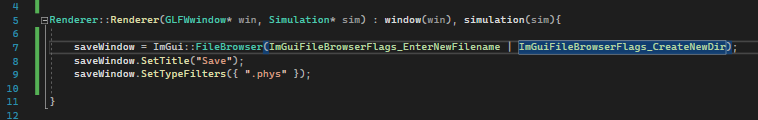 4
5 Renderer::Renderer(GLFWwindow* win, Simulation* sim) : window(win), simulation(sim){
6
7 saveWindow = ImGui::FileBrowser(ImGuiFileBrowserFlags_EnterNewFilename | ImGuiFileBrowserFlags_CreateNewDir);
8 saveWindow.SetTitle("Save");
9 saveWindow.SetTypeFilters({ ".phys" });
10
11 }
12